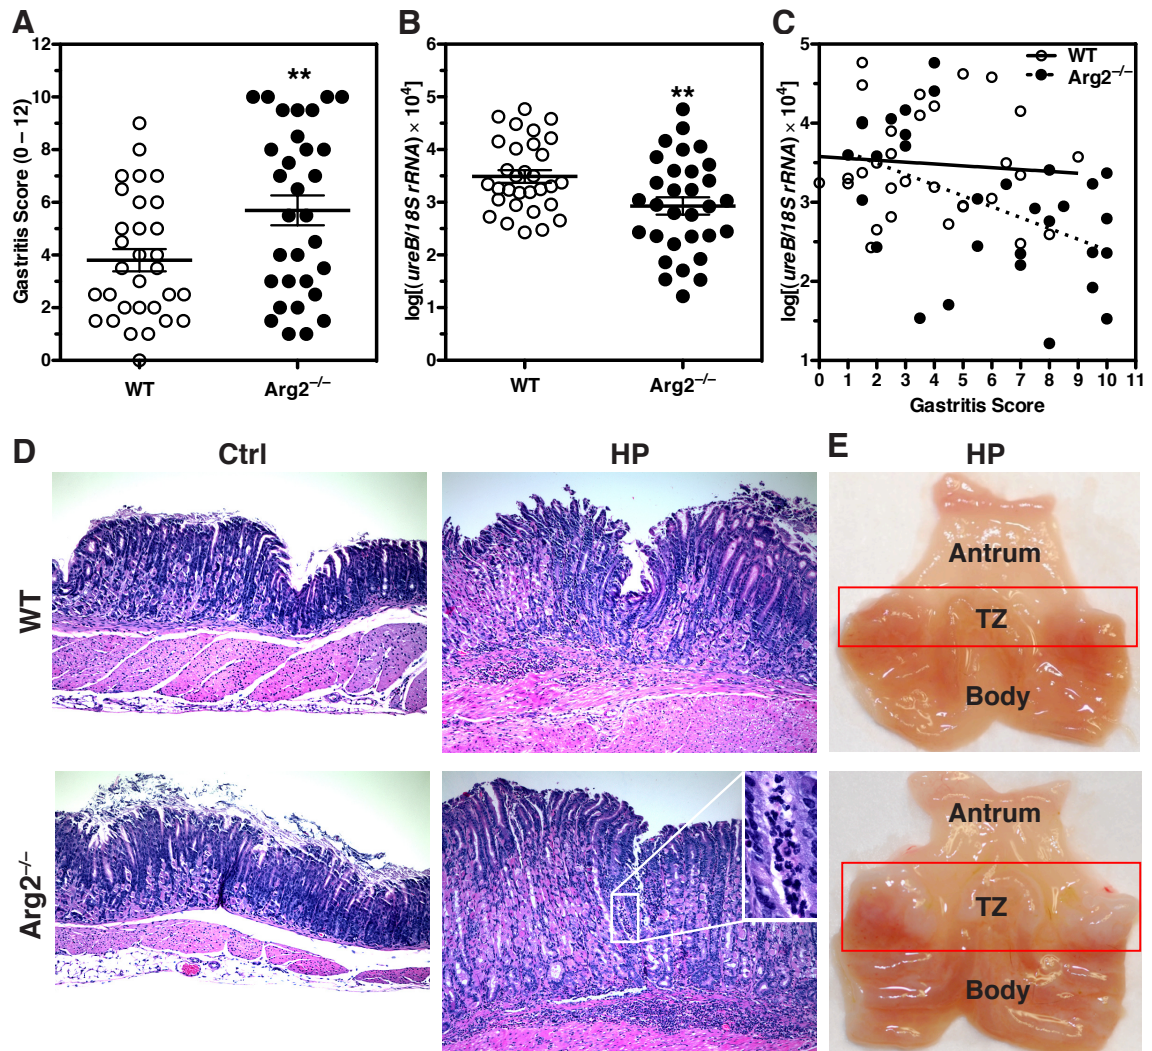 A
Gastritis Score (0 – 12)
12
10
8
6
4
2
0
**
WT
Arg2⁻/⁻
B
log[(ureB/18S rRNA) × 10⁴]
6
5
4
3
2
1
0
**
WT
Arg2⁻/⁻
C
log[(ureB/18S rRNA) × 10⁴]
5
4
3
2
1
WT
Arg2⁻/⁻
0 1 2 3 4 5 6 7 8 9 10 11
Gastritis Score
D
Ctrl
HP
WT
Arg2⁻/⁻
E
HP
Antrum
TZ
Body
Antrum
TZ
Body